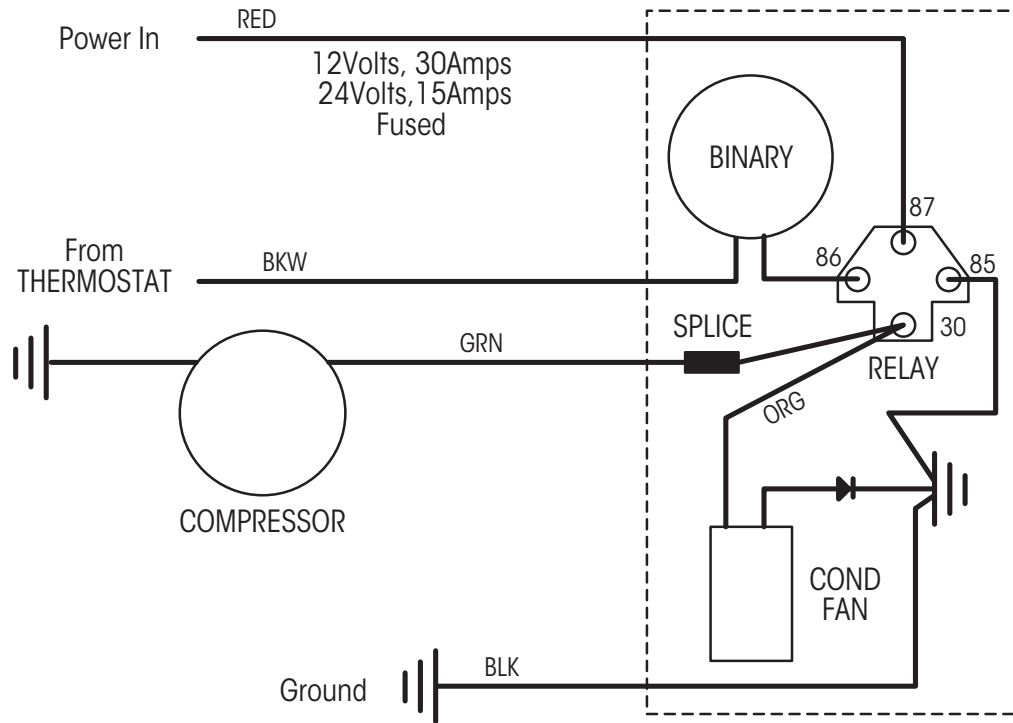 RED
Power In
12Volts, 30Amps
24Volts,15Amps
Fused
BINARY
87
From
THERMOSTAT
BKW
86
85
SPLICE
30
GRN
RELAY
ORG
COMPRESSOR
COND
FAN
BLK
Ground